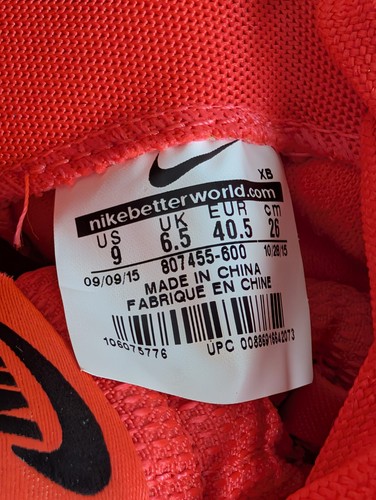 XB
nikebetterworld.com
US UK EUR cm
9 6.5 40.5 26
09/09/15 807455-600 10/28/15
MADE IN CHINA
FABRIQUE EN CHINE
106075776 UPC 00886916642073